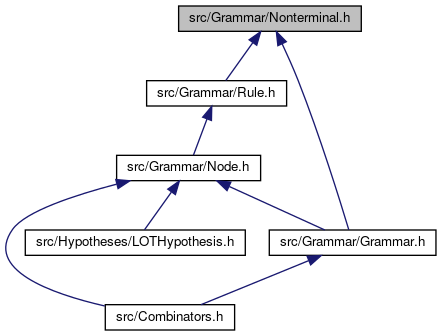 src/Grammar/Nonterminal.h
src/Grammar/Rule.h
src/Grammar/Node.h
src/Hypotheses/LOTHypothesis.h
src/Grammar/Grammar.h
src/Combinators.h